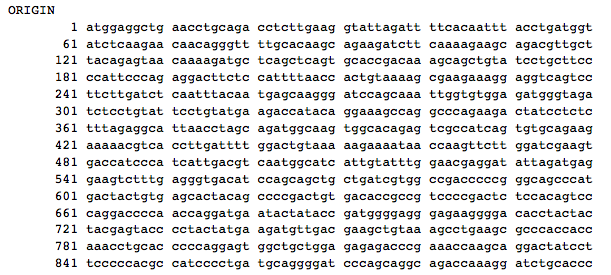 ORIGIN
1 atggaggctg aacctgcaga cctcttgaag gtattagatt ttcacaattt acctgatggt
61 atctcaagaa caacagggtt ttgcacaagc agaagatctt caaaagaagc agacgttgct
121 tacagagtaa caaaagatgc tcagctcagt gcaccgacaa agcagctgta tcctgcttcc
181 ccattcccag aggacttctc cattttaacc actgtaaaag cgaagaaagg aggtcagtcc
241 ttcttgatct caatttacaa tgagcaaggg atccagcaaa ttggtgtgga gatgggtaga
301 tctcctgtat tcctgtatga agaccataca ggaaagccag gcccagaaga ctatcctctc
361 tttagaggca ttaacctagc agatggcaag tggcacagag tcgccatcag tgtgcagaag
421 aaaaacgtca ccttgatttt ggactgtaaa aagaaaataa ccaagttctt ggatcgaagt
481 gaccatccca tcattgacgt caatggcatc attgtatttg gaacgaggat attagatgag
541 gaagtctttg agggtgacat ccagcagctg ctgatcgtgg ccgacccccg ggcagcccat
601 gactactgtg agcactacag ccccgactgt gacaccgccg tccccgactc tccacagtcc
661 caggacccca accaggatga atactatacc gatggggagg gagaagggga cacctactac
721 tacgagtacc cctactatga agatgttgac gaagctgtaa agcctgaagc gcccaccacc
781 aaacctgcac ccccaggagt ggctgctgga gagagacccg aaaccaagca ggactatcct
841 tcccccacgc catcccctga tgcaggggat cccagcaggc agaccaaagg atctgcaccc